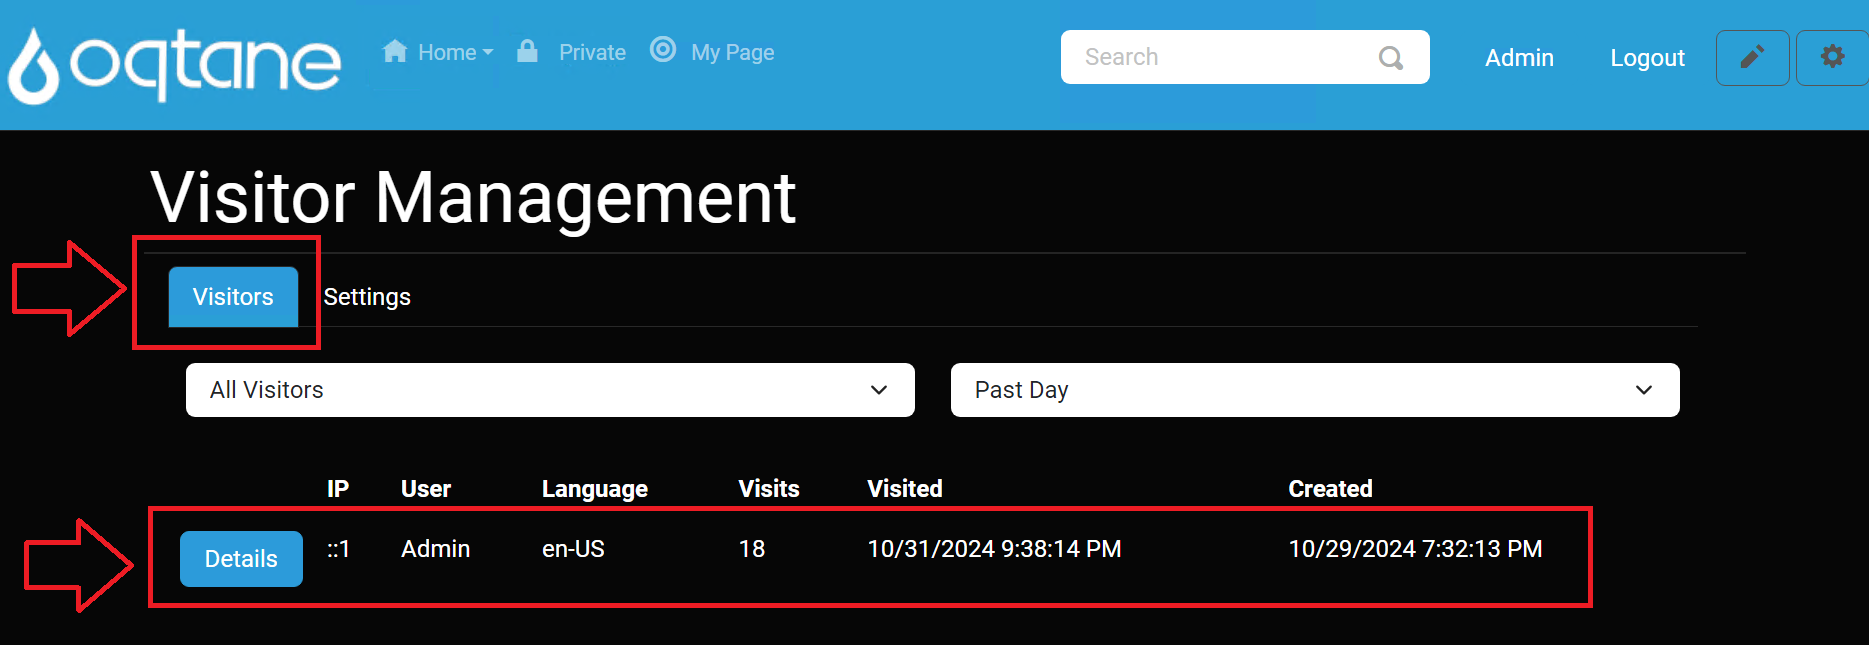 oqtane Home Private My Page Search Admin Logout
Visitor Management
Visitors Settings
All Visitors Past Day
IP User Language Visits Visited Created
Details ::1 Admin en-US 18 10/31/2024 9:38:14 PM 10/29/2024 7:32:13 PM